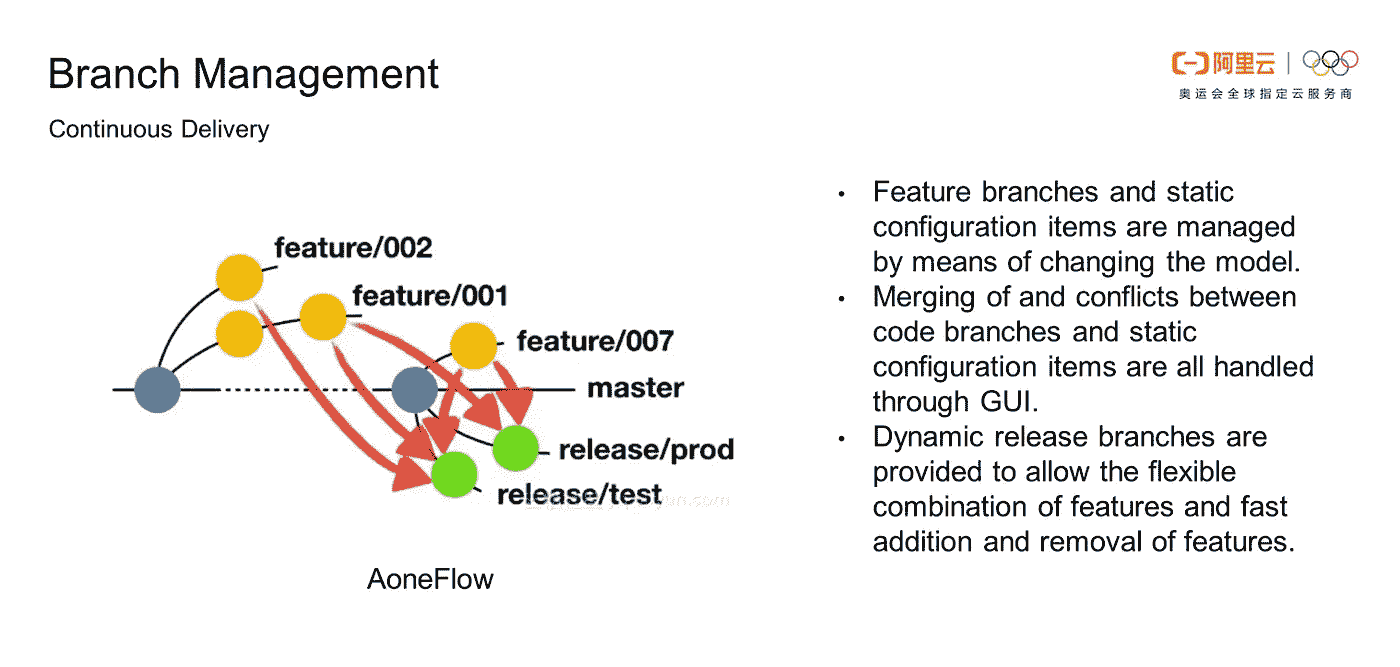 Branch Management
阿里云
奥运会全球指定云服务商
Continuous Delivery
feature/002
feature/001
feature/007
master
release/prod
release/test
AoneFlow
• Feature branches and static
configuration items are managed
by means of changing the model.
• Merging of and conflicts between
code branches and static
configuration items are all handled
through GUI.
• Dynamic release branches are
provided to allow the flexible
combination of features and fast
addition and removal of features.